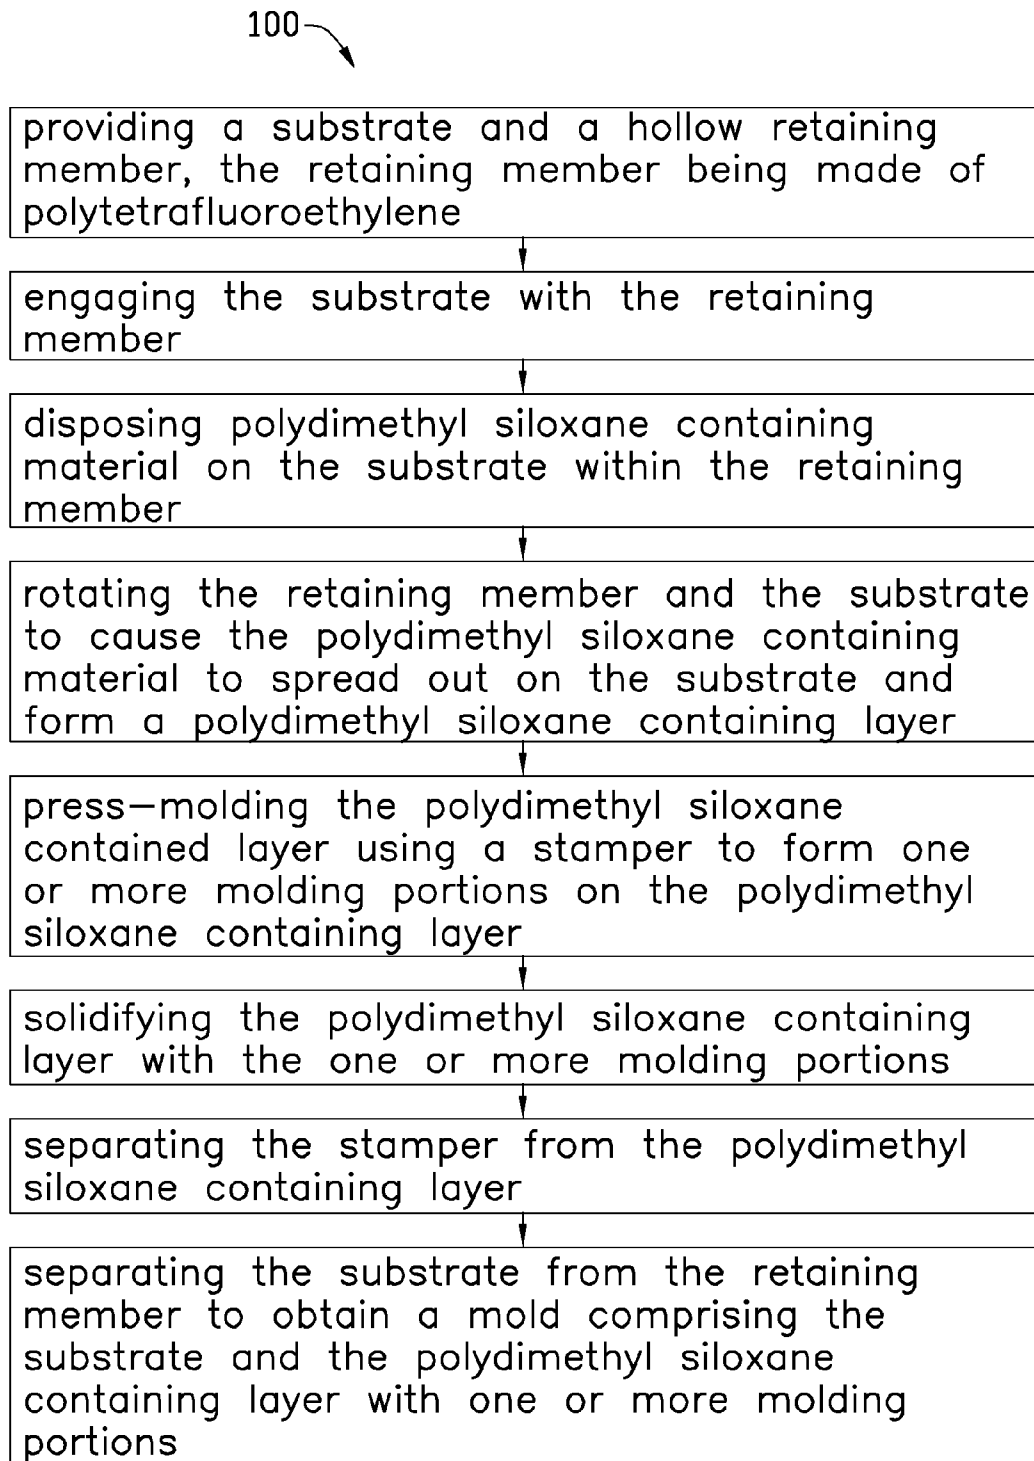 100
providing a substrate and a hollow retaining
member, the retaining member being made of
polytetrafluoroethylene
engaging the substrate with the retaining
member
disposing polydimethyl siloxane containing
material on the substrate within the retaining
member
rotating the retaining member and the substrate
to cause the polydimethyl siloxane containing
material to spread out on the substrate and
form a polydimethyl siloxane containing layer
press-molding the polydimethyl siloxane
contained layer using a stamper to form one
or more molding portions on the polydimethyl
siloxane containing layer
solidifying the polydimethyl siloxane containing
layer with the one or more molding portions
separating the stamper from the polydimethyl
siloxane containing layer
separating the substrate from the retaining
member to obtain a mold comprising the
substrate and the polydimethyl siloxane
containing layer with one or more molding
portions